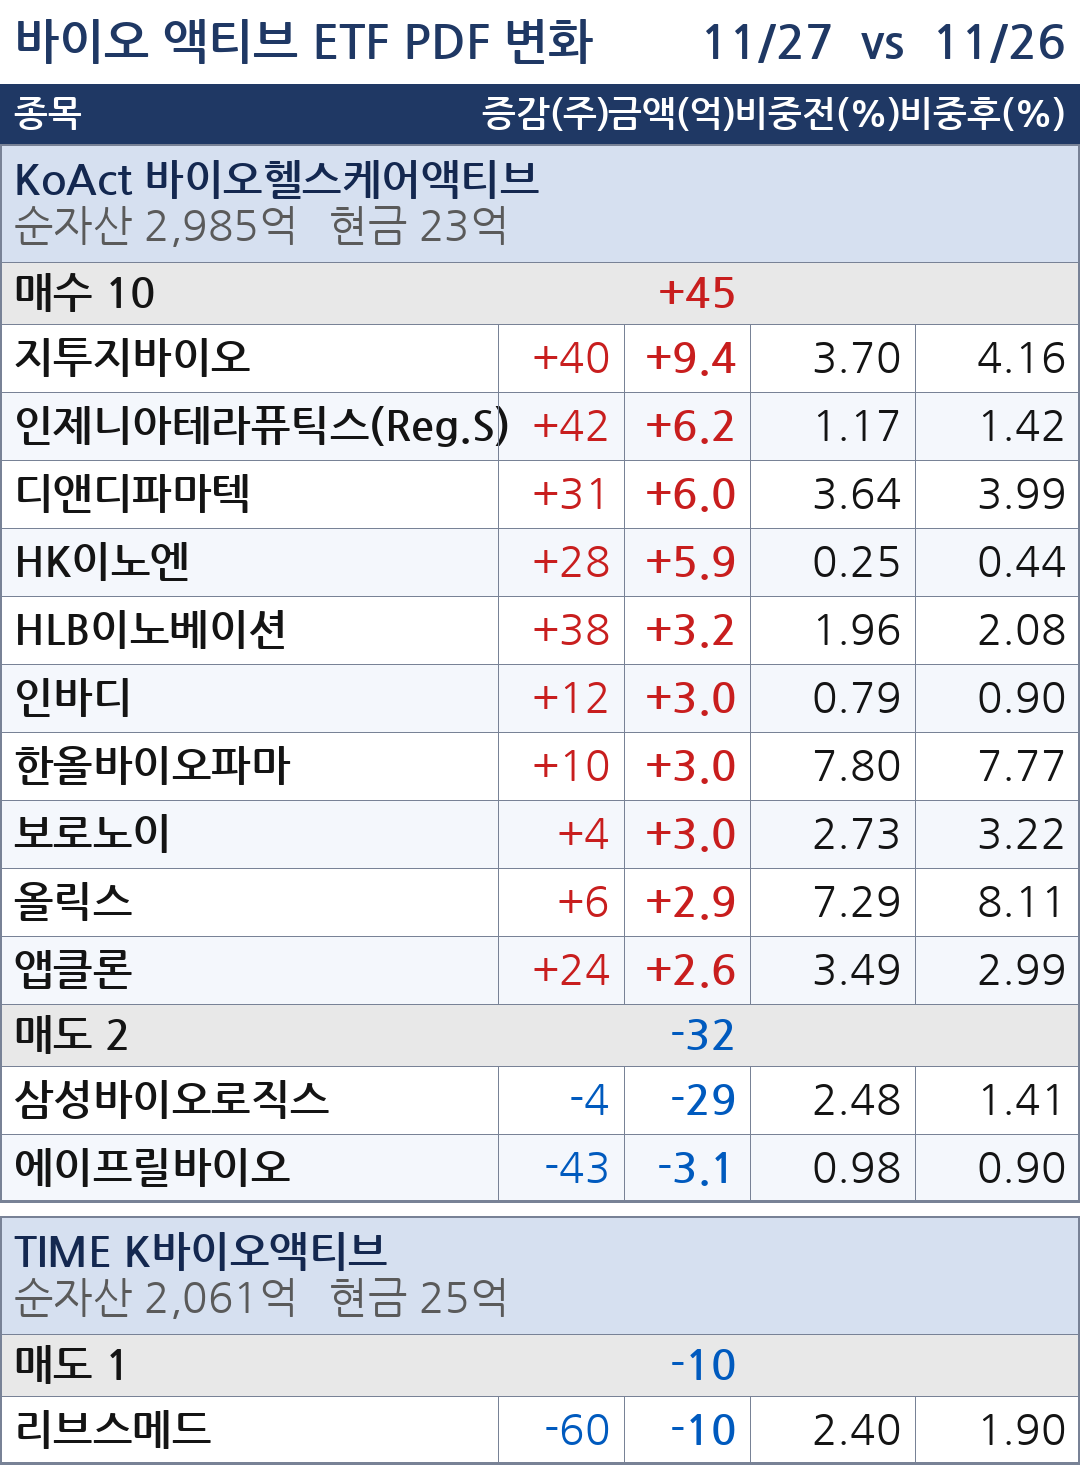 바이오 액티브 ETF PDF 변화 11/27 vs 11/26
종목 증감(주) 금액(억) 비중전(%) 비중후(%)
KoAct 바이오헬스케어액티브
순자산 2,985억 현금 23억
매수 10 +45
지투지바이오 +40 +9.4 3.70 4.16
인제니아테라퓨틱스(Reg.S) +42 +6.2 1.17 1.42
디앤디파마텍 +31 +6.0 3.64 3.99
HK이노엔 +28 +5.9 0.25 0.44
HLB이노베이션 +38 +3.2 1.96 2.08
인바디 +12 +3.0 0.79 0.90
한올바이오파마 +10 +3.0 7.80 7.77
보로노이 +4 +3.0 2.73 3.22
올릭스 +6 +2.9 7.29 8.11
앱클론 +24 +2.6 3.49 2.99
매도 2 -32
삼성바이오로직스 -4 -29 2.48 1.41
에이프릴바이오 -43 -3.1 0.98 0.90
TIME K바이오액티브
순자산 2,061억 현금 25억
매도 1 -10
리브스메드 -60 -10 2.40 1.90